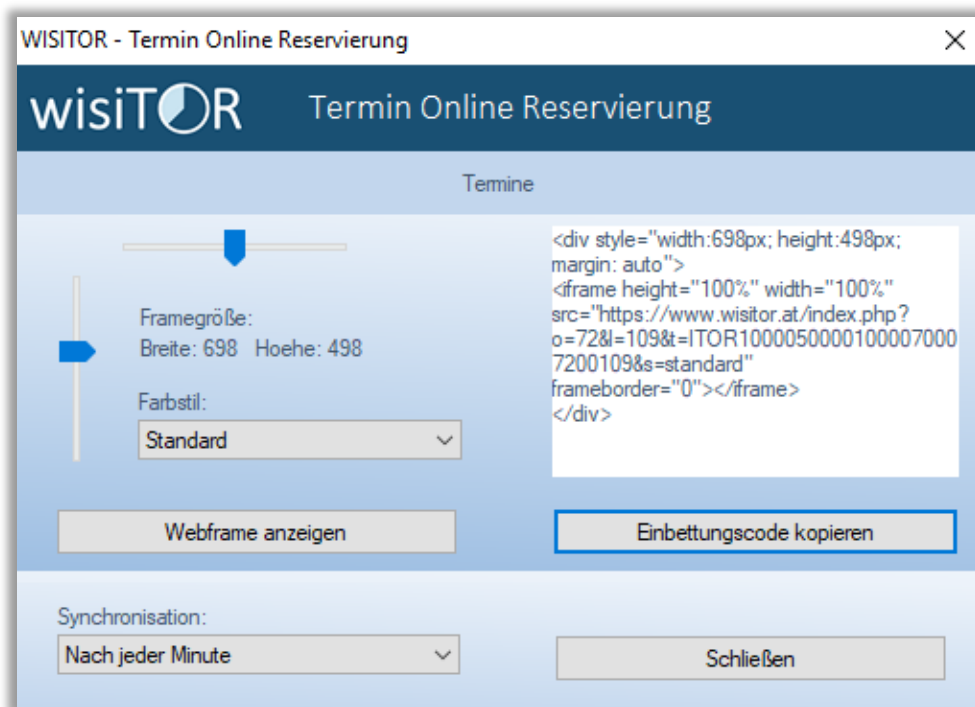 WISITOR - Termin Online Reservierung
wisiTOR
Termin Online Reservierung
Termine
Framegröße:
Breite: 698 Hoehe: 498
Farbstil:
Standard
<div style="width:698px; height:498px;
margin: auto">
<iframe height="100%" width="100%"
src="https://www.wisitor.at/index.php?
o=72&l=109&t=ITOR1000050000100007000
7200109&s=standard"
frameborder="0"></iframe>
</div>
Webframe anzeigen
Einbettungscode kopieren
Synchronisation:
Nach jeder Minute
Schließen